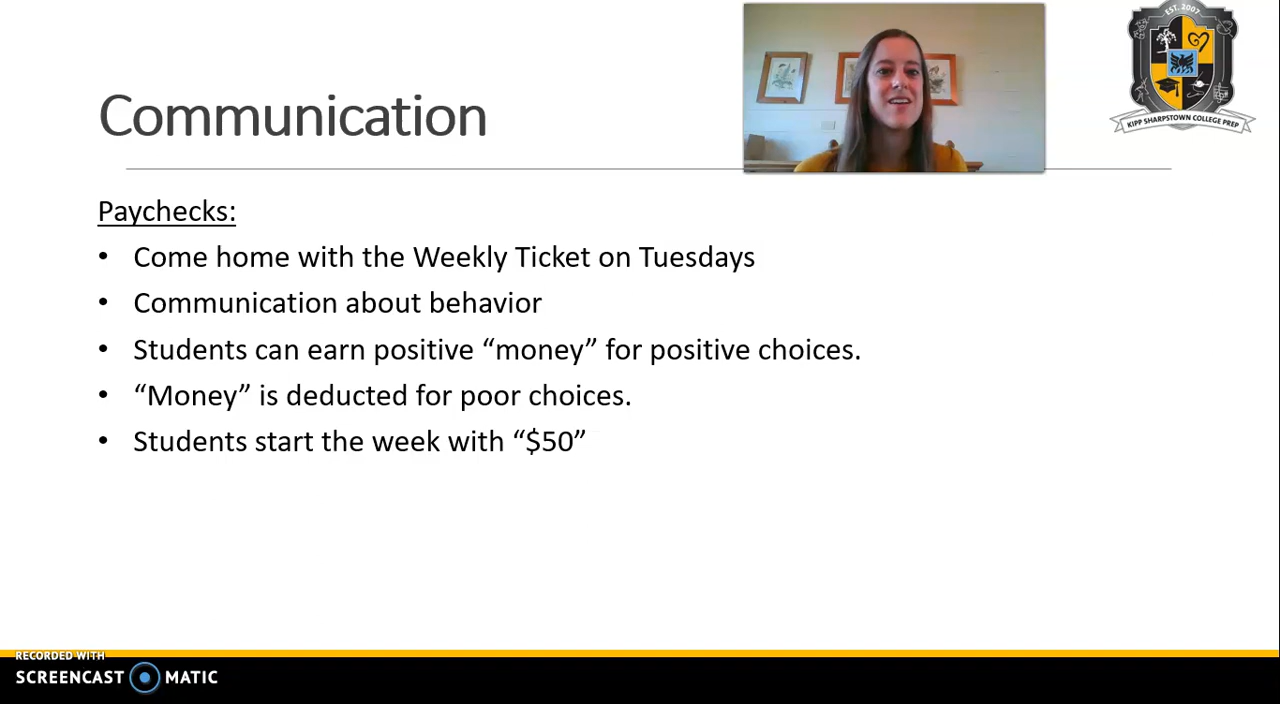 EST. 2007
KIPP SHARPSTOWN COLLEGE PREP
Communication
Paychecks:
• Come home with the Weekly Ticket on Tuesdays
• Communication about behavior
• Students can earn positive “money” for positive choices.
• “Money” is deducted for poor choices.
• Students start the week with “$50”
RECORDED WITH
SCREENCAST MATIC